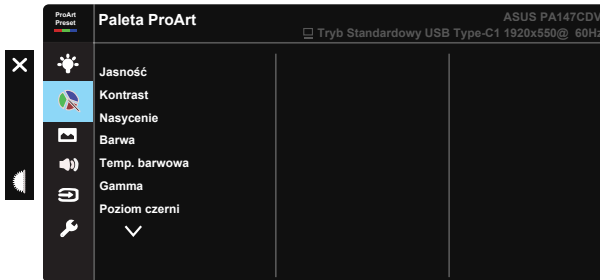 ProArt
Preset
Paleta ProArt
ASUS PA147CDV
Tryb Standardowy USB Type-C1 1920x550@ 60Hz
Jasność
Kontrast
Nasycenie
Barwa
Temp. barwowa
Gamma
Poziom czerni